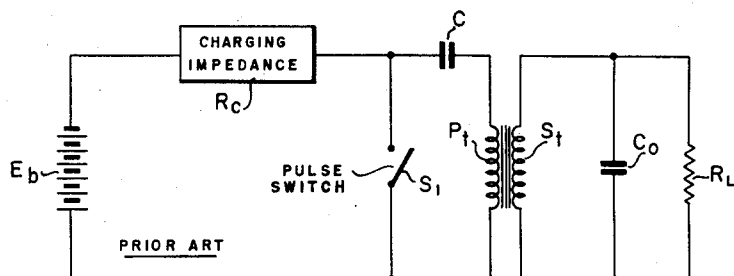 C
CHARGING
IMPEDANCE
Rc
Eb
PULSE
SWITCH
S1
Pt
St
Co
RL
PRIOR ART